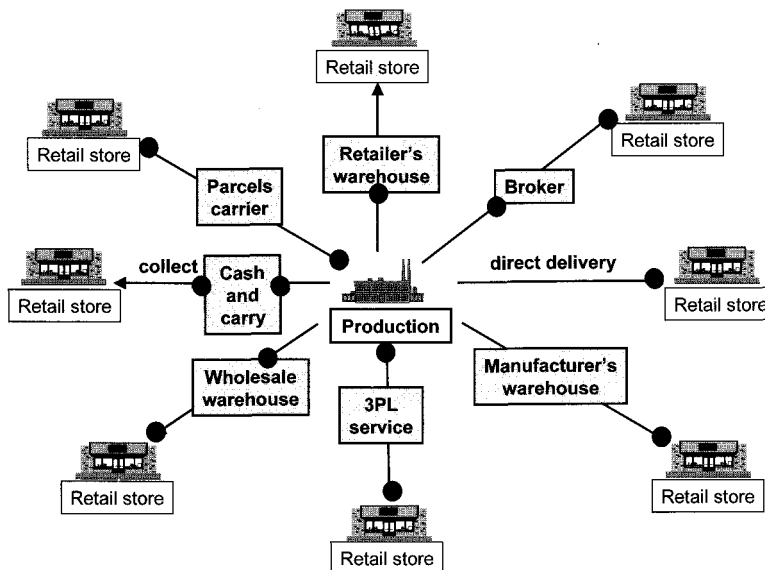 Retail store
Retail store
Retail store
Retailer's
warehouse
Parcels
carrier
Broker
collect
Cash
and
carry
direct delivery
Retail store
Retail store
Production
Wholesale
warehouse
3PL
service
Manufacturer's
warehouse
Retail store
Retail store
Retail store